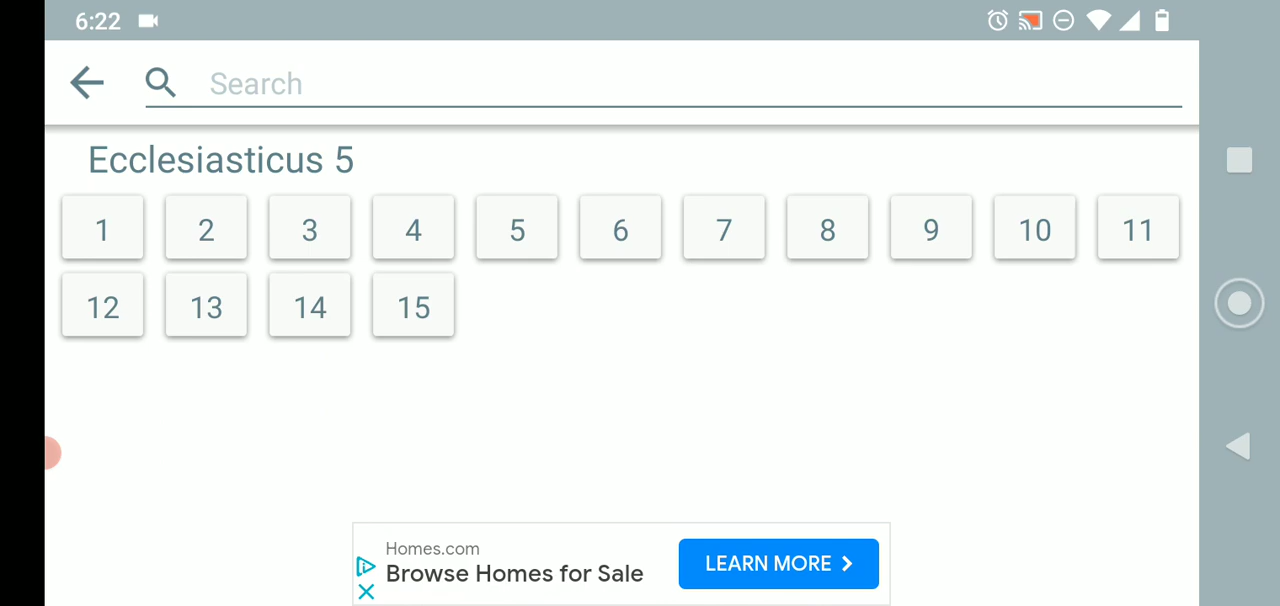 6:22
Search
Ecclesiasticus 5
1 2 3 4 5 6 7 8 9 10 11
12 13 14 15
Homes.com
Browse Homes for Sale
LEARN MORE